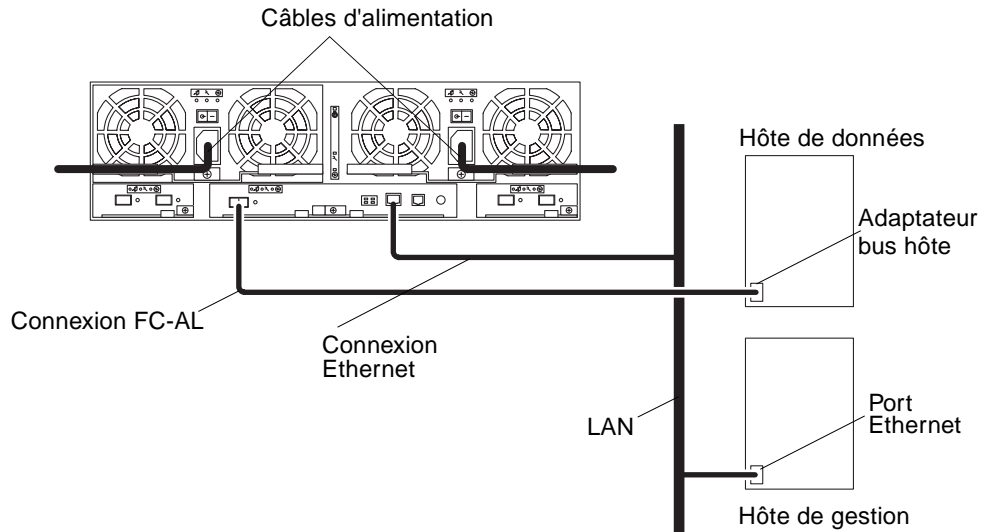 Câbles d'alimentation
Hôte de données
Adaptateur
bus hôte
Connexion FC-AL
Connexion
Ethernet
LAN
Port
Ethernet
Hôte de gestion